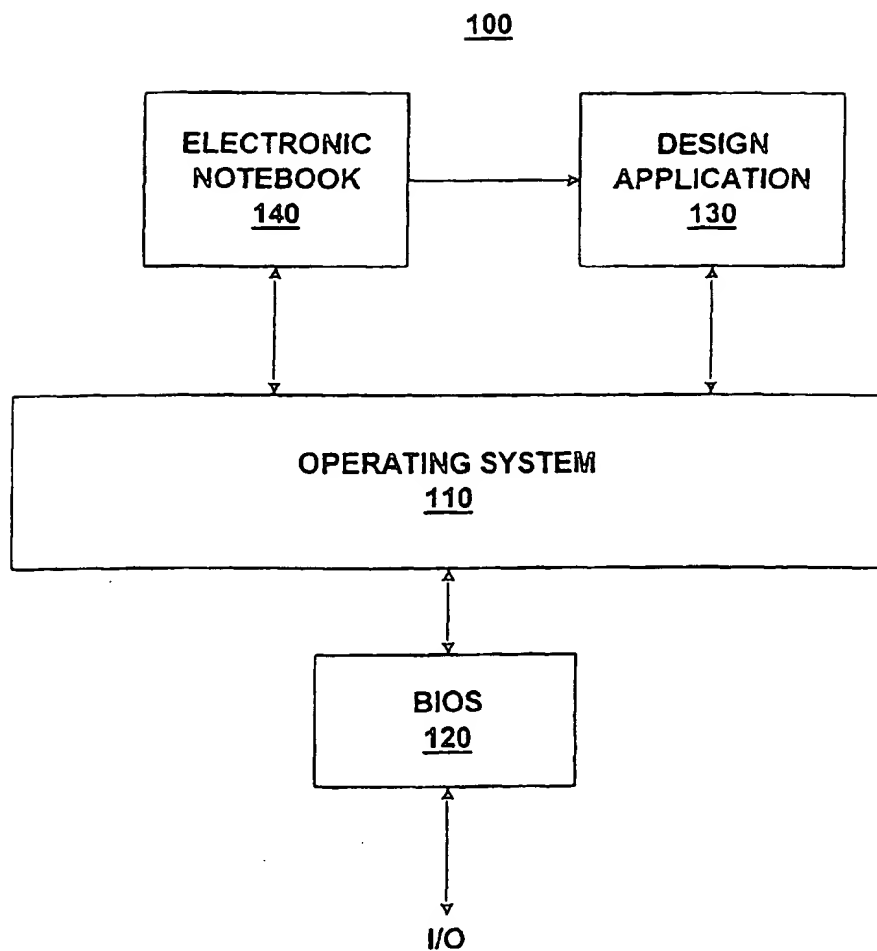 100
ELECTRONIC
NOTEBOOK
140
DESIGN
APPLICATION
130
OPERATING SYSTEM
110
BIOS
120
I/O